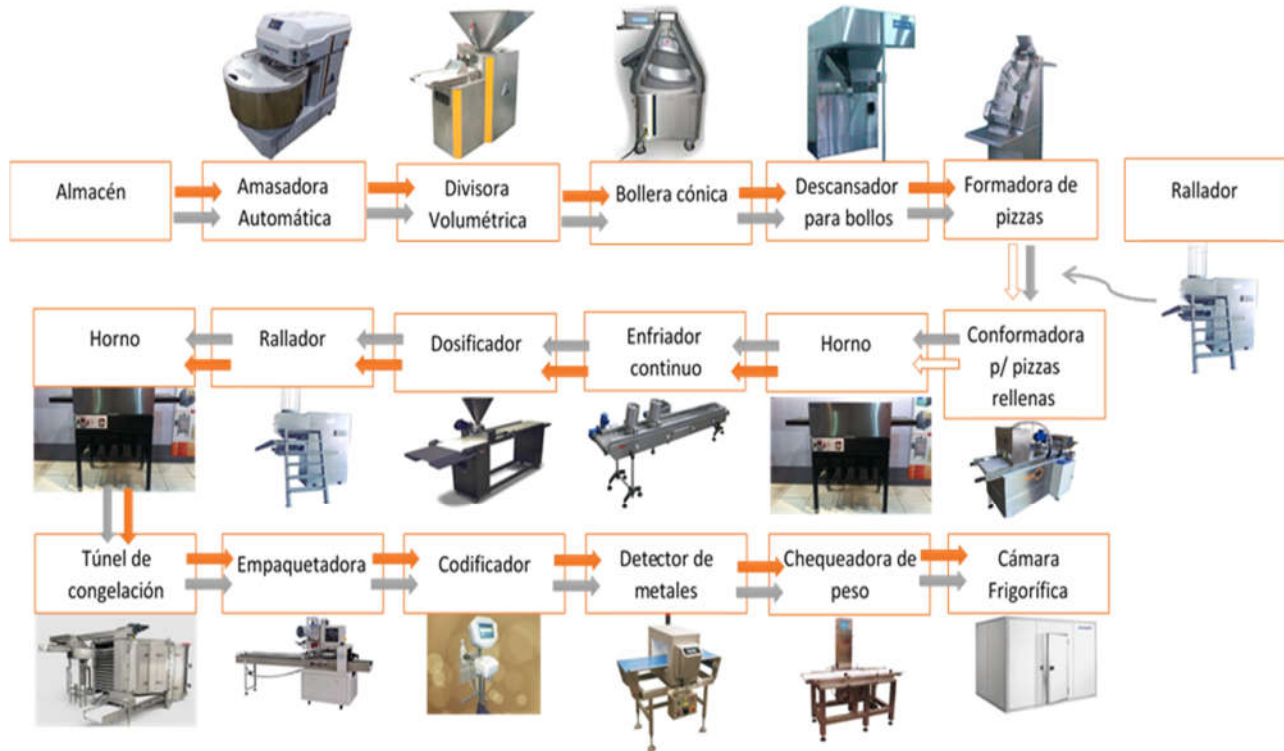 Almacén
Amasadora
Automática
Divisora
Volumétrica
Bollera cónica
Descansador
para bollos
Formadora de
pizzas
Rallador
Horno
Rallador
Dosificador
Enfriador
continuo
Horno
Conformadora
p/ pizzas
rellenas
Túnel de
congelación
Empaquetadora
Codificador
Detector de
metales
Chequeadora de
peso
Cámara
Frigorífica